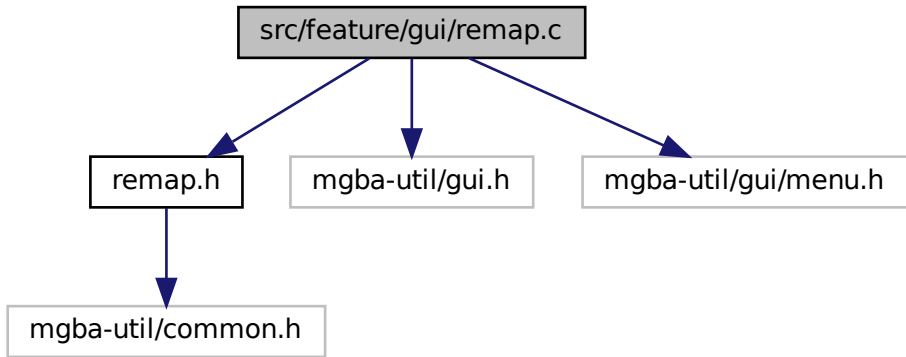 src/feature/gui/remap.c
remap.h
mgba-util/gui.h
mgba-util/gui/menu.h
mgba-util/common.h